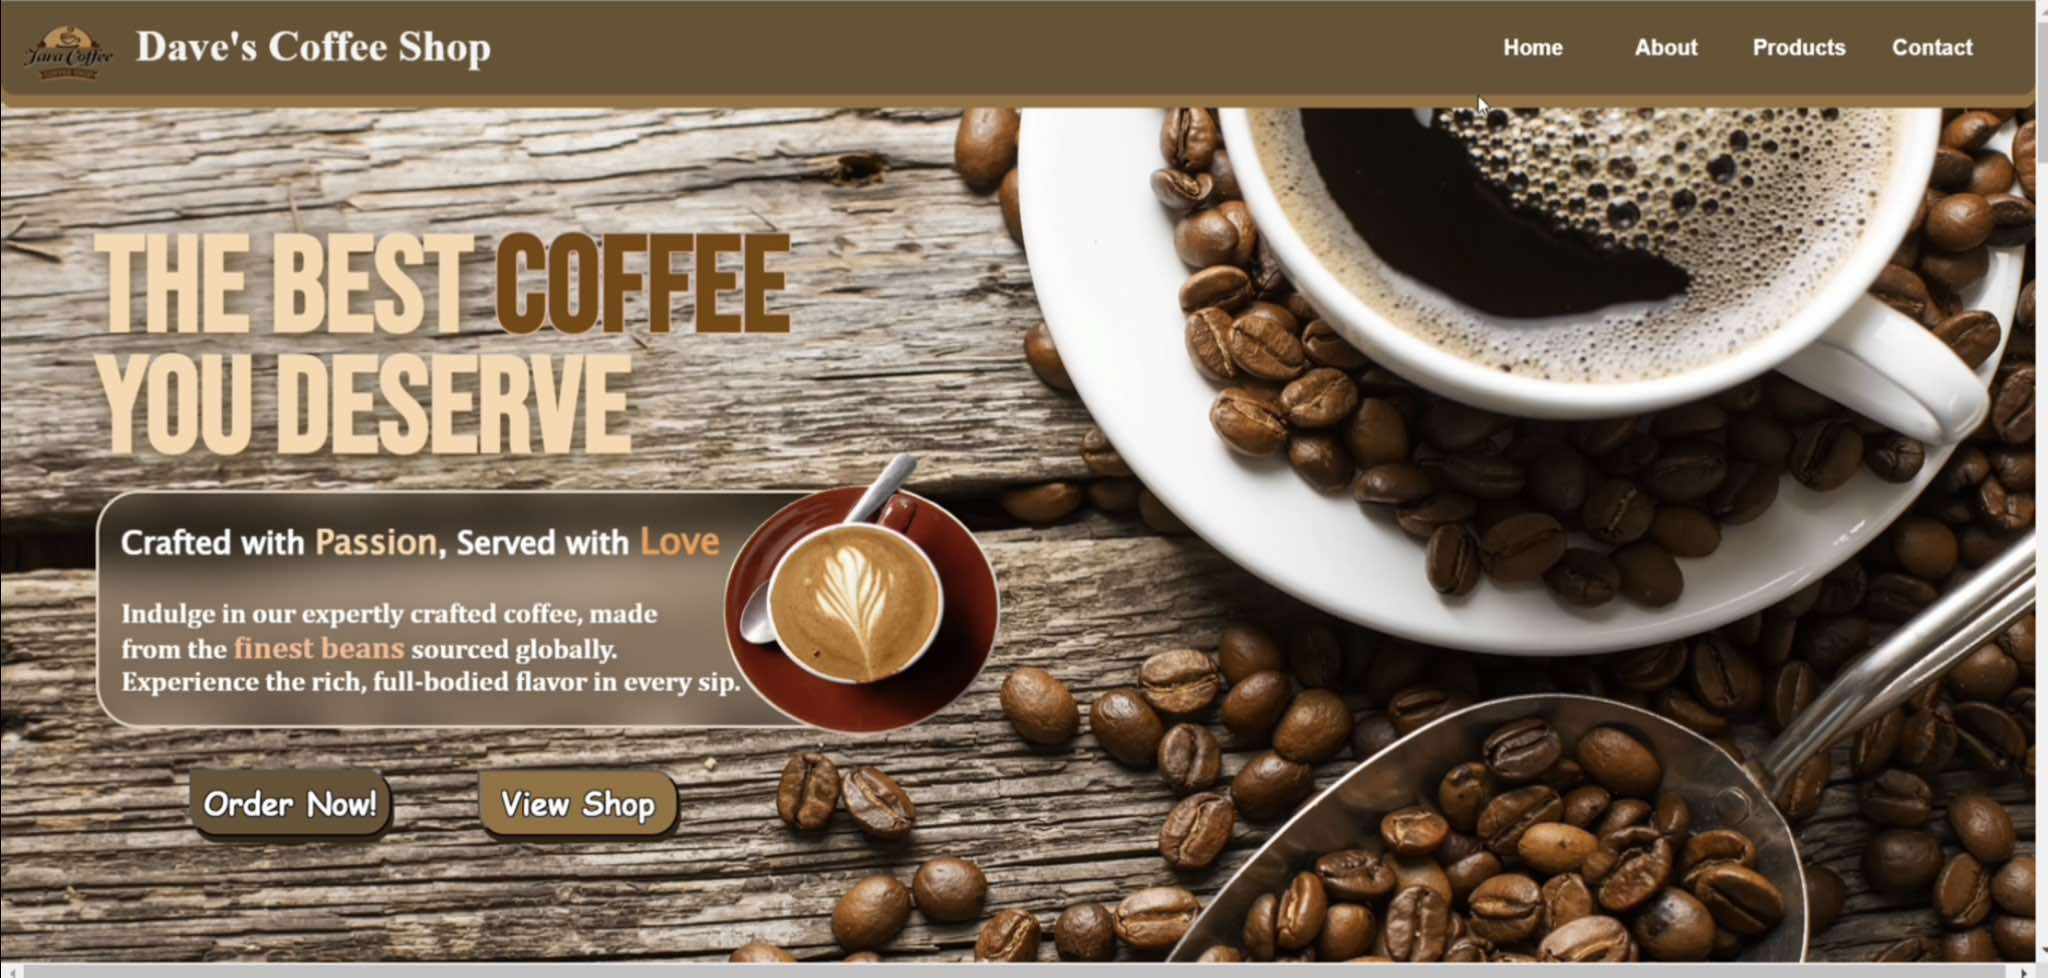 Java Coffee
COFFEE SHOP
Dave's Coffee Shop
Home
About
Products
Contact
THE BEST COFFEE
YOU DESERVE
Crafted with Passion, Served with Love
Indulge in our expertly crafted coffee, made
from the finest beans sourced globally.
Experience the rich, full-bodied flavor in every sip.
Order Now!
View Shop